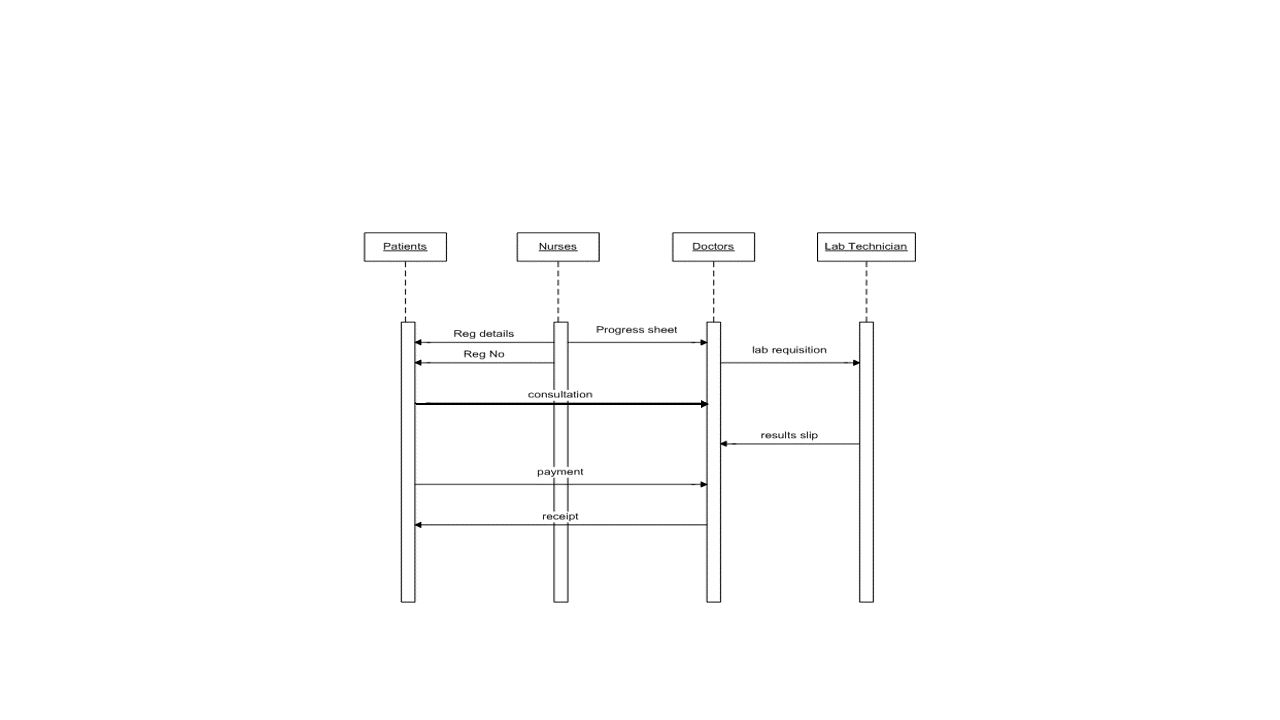 Patients
Nurses
Doctors
Lab Technician
Reg details
Progress sheet
Reg No
lab requisition
consultation
results slip
payment
receipt